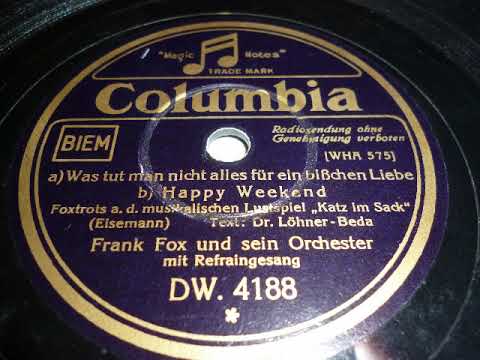 "Magic Notes"
TRADE MARK
Columbia
BIEM
Radiosendung ohne
Genehmigung verboten
[WHA 575]
a) Was tut man nicht alles für ein bißchen Liebe
b) Happy Weekend
Foxtrots a. d. musikalischen Lustspiel „Katz im Sack"
(Eisemann) Text: Dr. Löhner-Beda
Frank Fox und sein Orchester
mit Refraingesang
DW. 4188
*